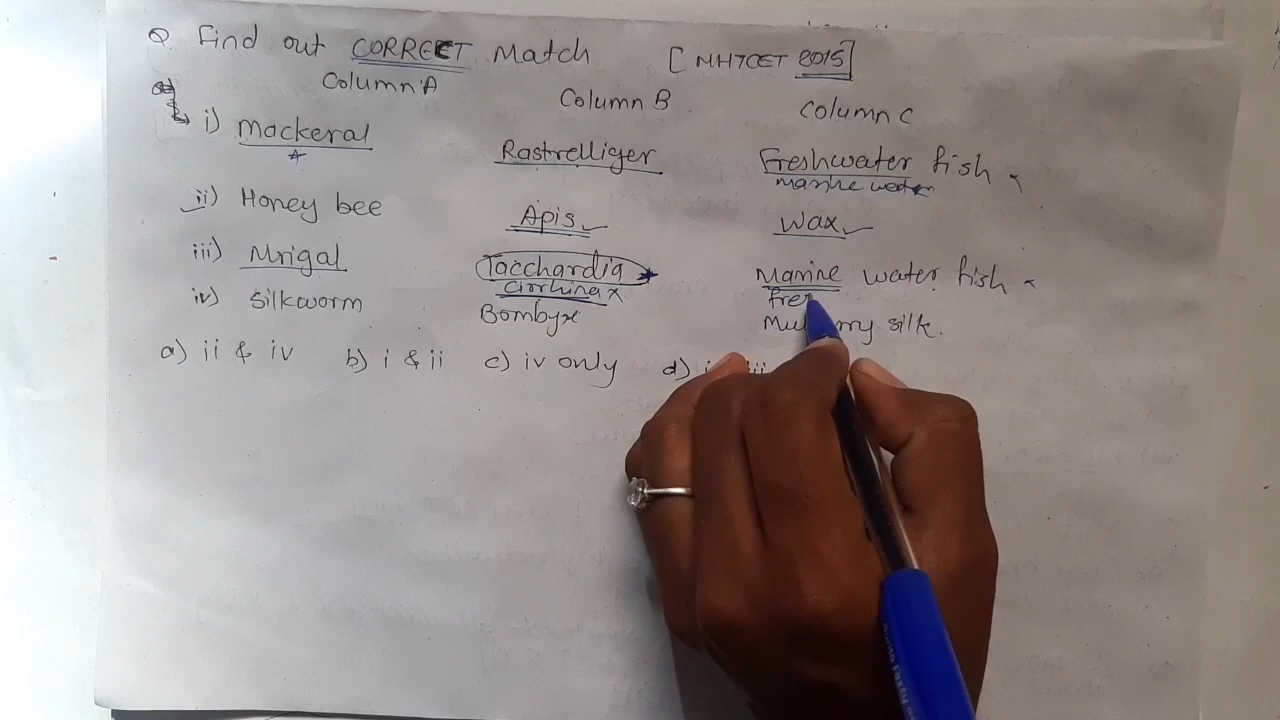 Q. Find out CORRECT Match [MHTCET 2015]
Column A Column B Column C
i) Mackeral Rastrelliger Freshwater fish
marine water
ii) Honey bee Apis Wax
iii) Mrigal Tacchardia Marine water fish
Cirrhina Fre
iv) Silkworm Bombyx silk.
a) ii & iv b) i & ii c) iv only d)